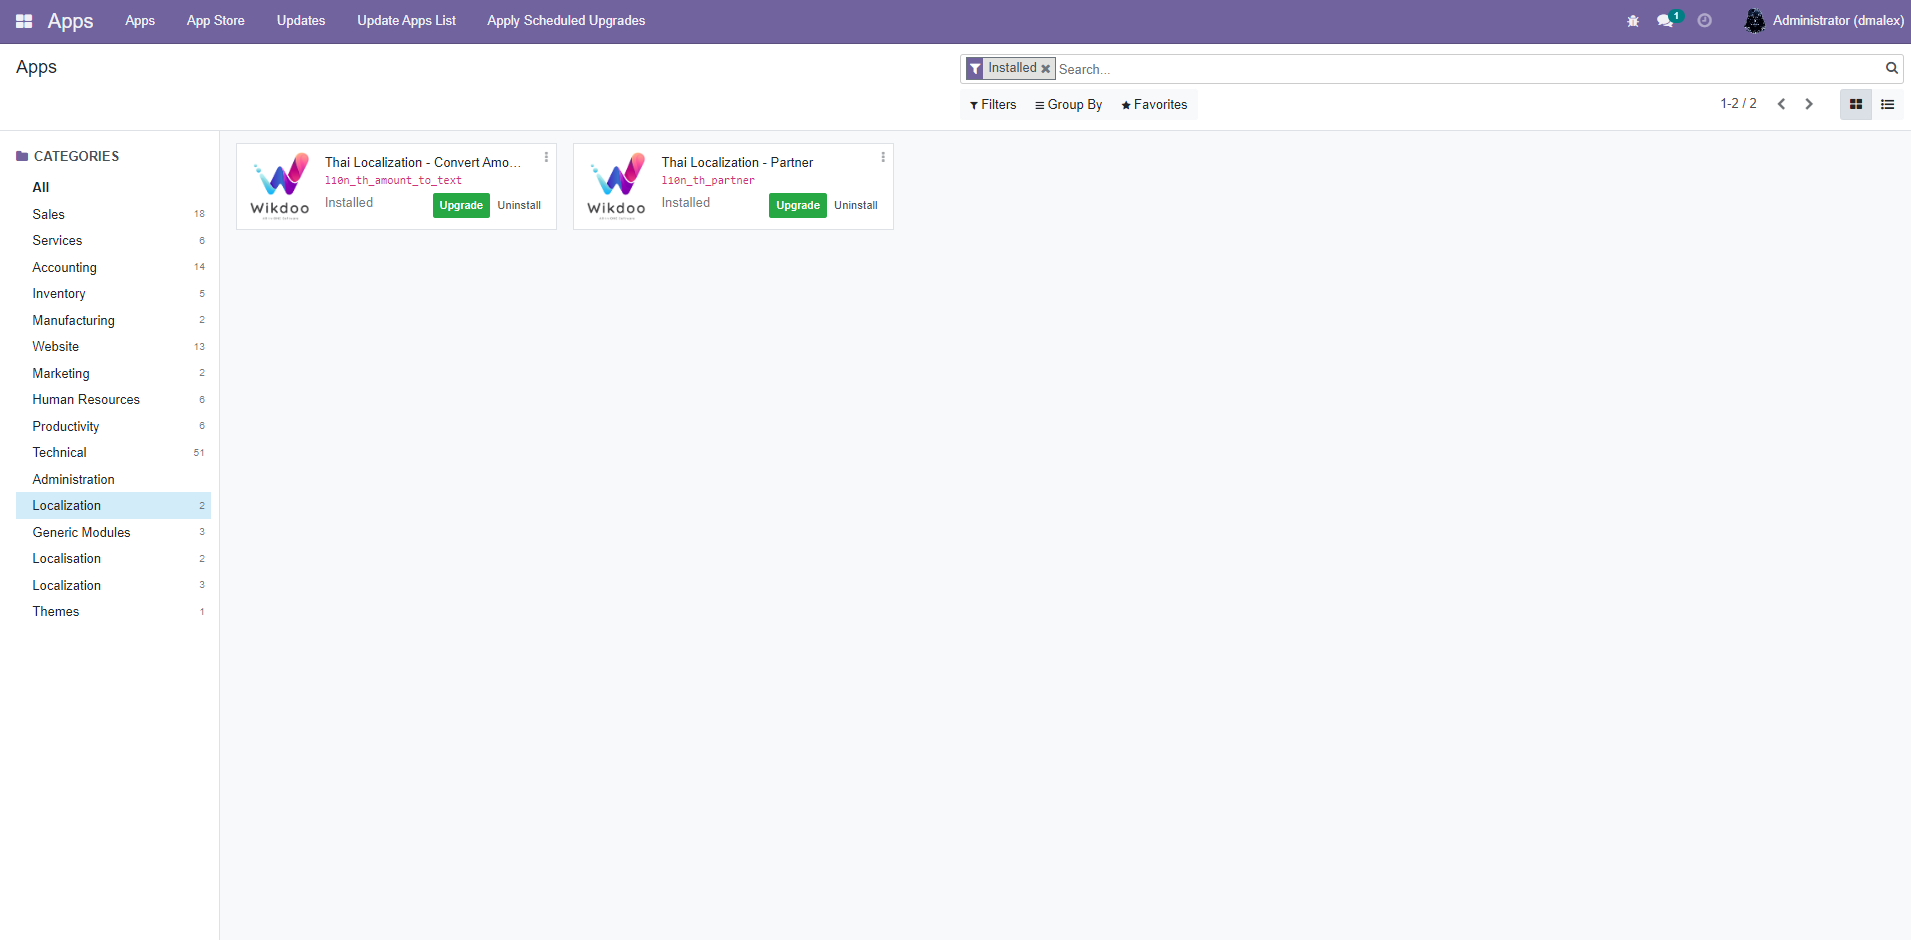 Apps Apps App Store Updates Update Apps List Apply Scheduled Upgrades 1 Administrator (dmalex)
Apps
Installed Search...
Filters Group By Favorites 1-2 / 2
CATEGORIES
All
Sales 18
Services 6
Accounting 14
Inventory 5
Manufacturing 2
Website 13
Marketing 2
Human Resources 6
Productivity 6
Technical 51
Administration
Localization 2
Generic Modules 3
Localisation 2
Localization 3
Themes 1
Wikdoo
Thai Localization - Convert Amo...
l10n_th_amount_to_text
Installed Upgrade Uninstall
Wikdoo
Thai Localization - Partner
l10n_th_partner
Installed Upgrade Uninstall